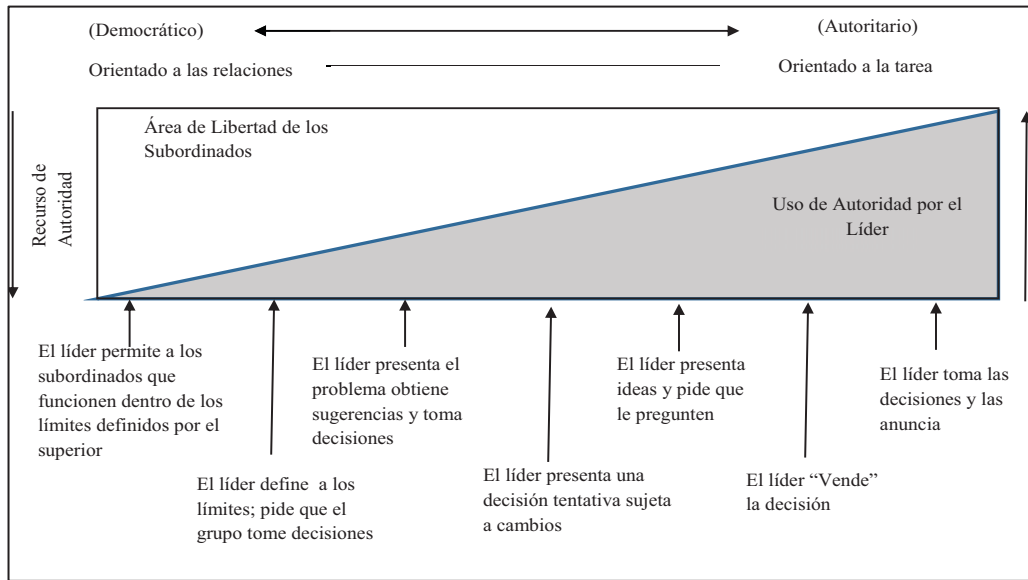 (Democrático)
(Autoritario)
Orientado a las relaciones
Orientado a la tarea
Área de Libertad de los
Subordinados
Recurso de
Autoridad
Uso de Autoridad por el
Líder
El líder permite a los
subordinados que
funcionen dentro de los
límites definidos por el
superior
El líder define a los
límites; pide que el
grupo tome decisiones
El líder presenta el
problema obtiene
sugerencias y toma
decisiones
El líder presenta una
decisión tentativa sujeta
a cambios
El líder presenta
ideas y pide que
le pregunten
El líder “Vende”
la decisión
El líder toma las
decisiones y las
anuncia